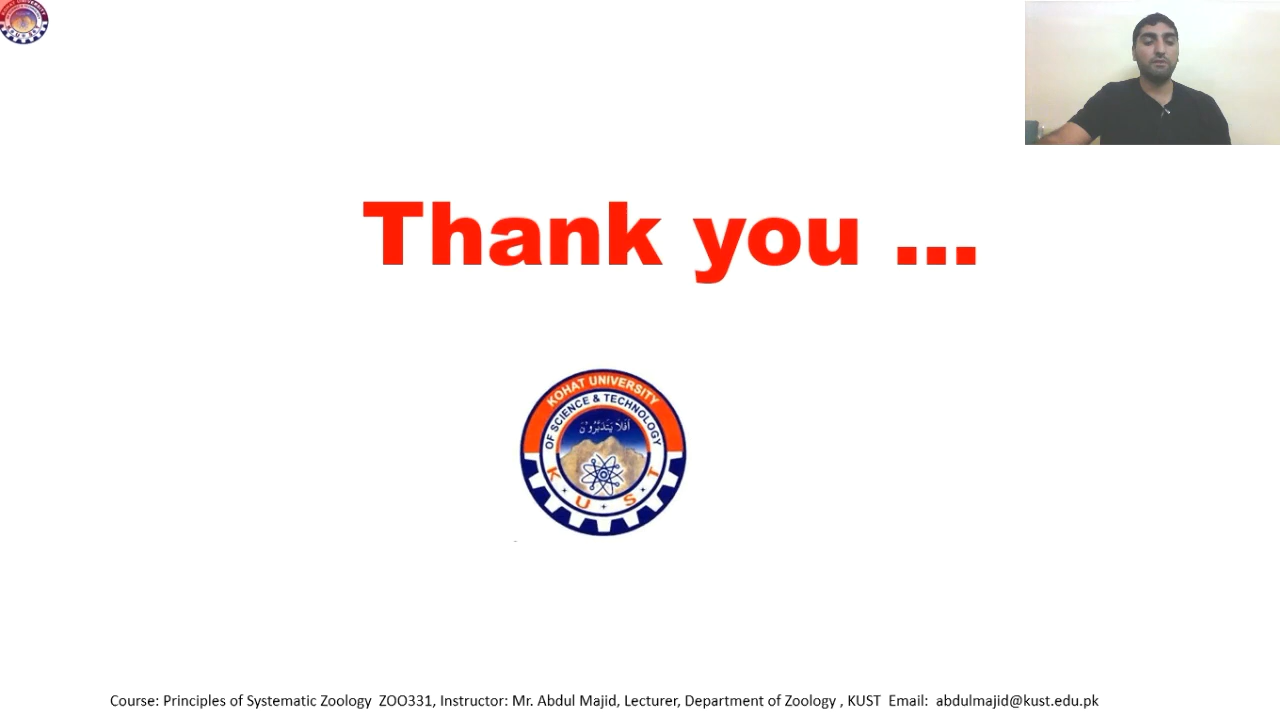 Thank you ...
KOHAT UNIVERSITY
OF SCIENCE & TECHNOLOGY
أَفَلَا يَتَدَبَّرُونَ
K U S T
Course: Principles of Systematic Zoology ZOO331, Instructor: Mr. Abdul Majid, Lecturer, Department of Zoology , KUST Email: abdulmajid@kust.edu.pk